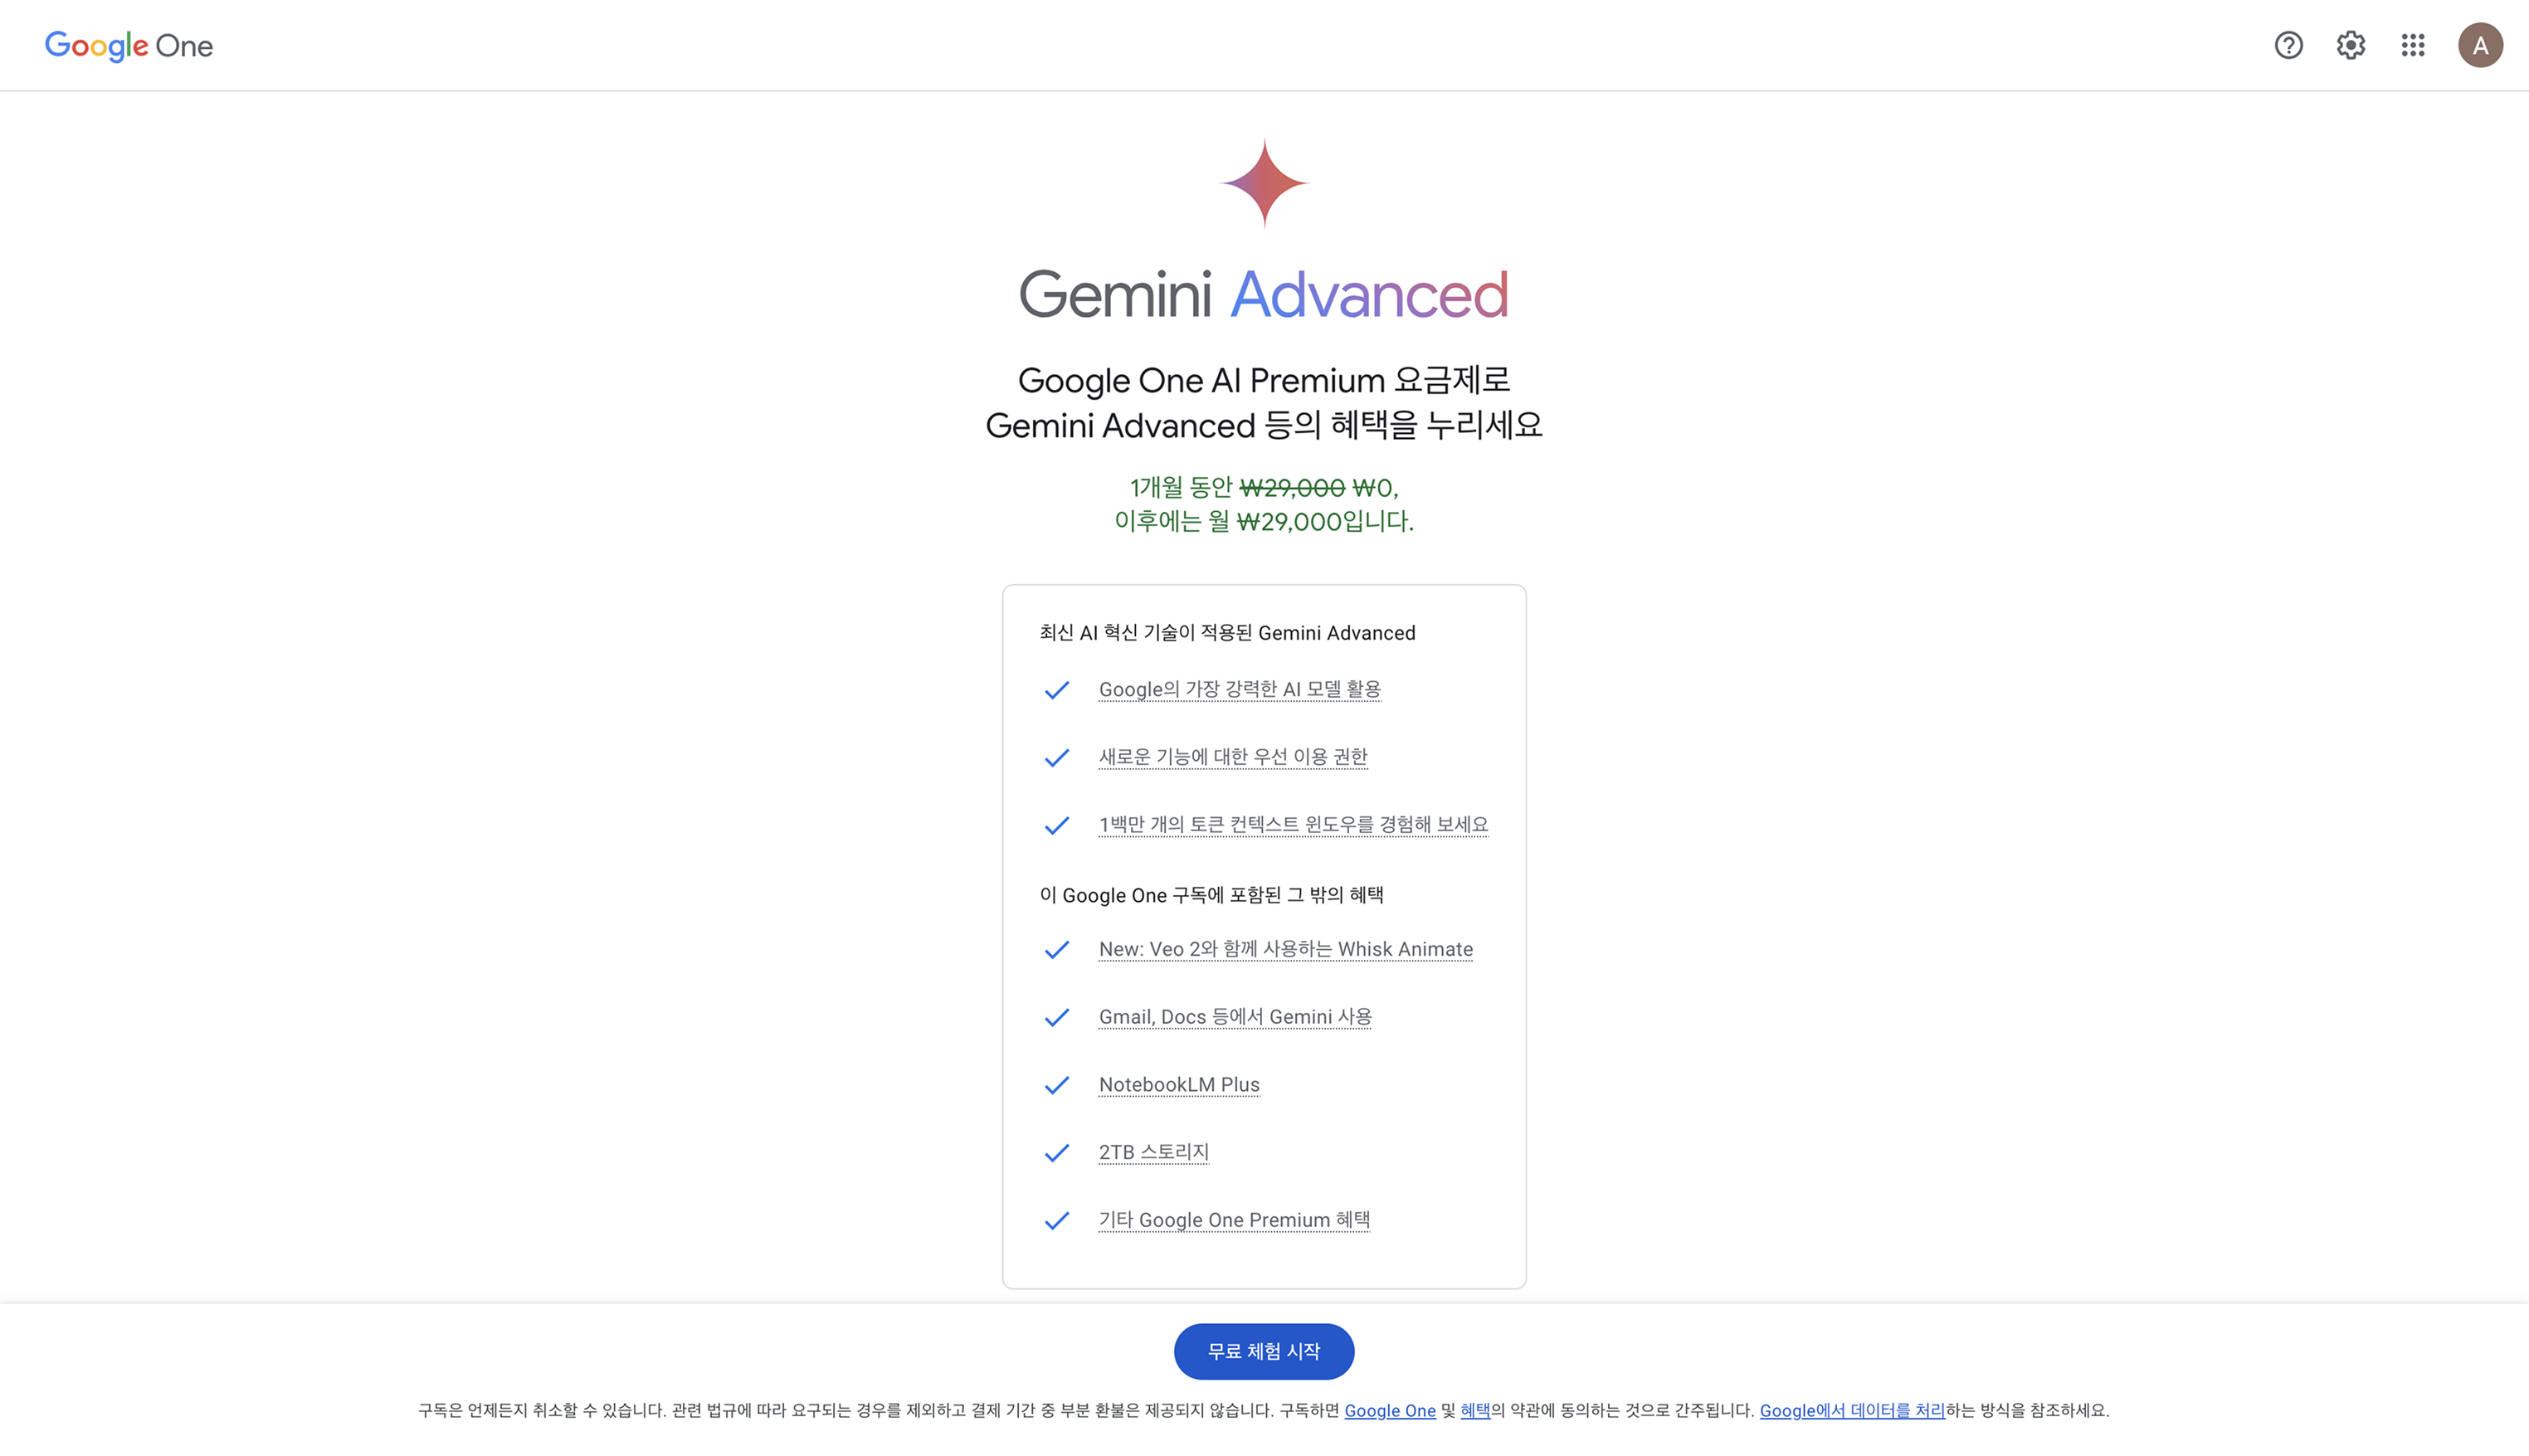 Google One
A
Gemini Advanced
Google One AI Premium 요금제로
Gemini Advanced 등의 혜택을 누리세요
1개월 동안 ₩29,000 ₩0,
이후에는 월 ₩29,000입니다.
최신 AI 혁신 기술이 적용된 Gemini Advanced
Google의 가장 강력한 AI 모델 활용
새로운 기능에 대한 우선 이용 권한
1백만 개의 토큰 컨텍스트 윈도우를 경험해 보세요
이 Google One 구독에 포함된 그 밖의 혜택
New: Veo 2와 함께 사용하는 Whisk Animate
Gmail, Docs 등에서 Gemini 사용
NotebookLM Plus
2TB 스토리지
기타 Google One Premium 혜택
무료 체험 시작
구독은 언제든지 취소할 수 있습니다. 관련 법규에 따라 요구되는 경우를 제외하고 결제 기간 중 부분 환불은 제공되지 않습니다. 구독하면 Google One 및 혜택의 약관에 동의하는 것으로 간주됩니다. Google에서 데이터를 처리하는 방식을 참조하세요.